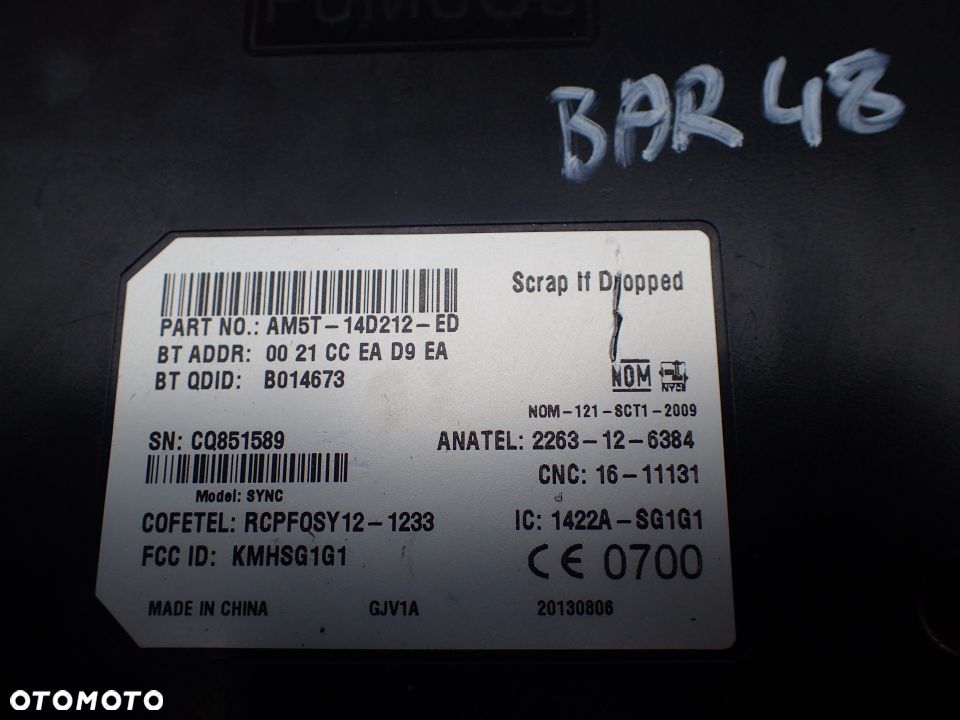 BAR 48
Scrap If Dropped
PART NO.: AM5T-14D212-ED
BT ADDR: 00 21 CC EA D9 EA
BT QDID: B014673
NOM NYCE
NOM-121-SCT1-2009
SN: CQ851589
ANATEL: 2263-12-6384
CNC: 16-11131
Model: SYNC
COFETEL: RCPFOSY12-1233
IC: 1422A-SG1G1
FCC ID: KMHSG1G1
CE 0700
MADE IN CHINA GJV1A 20130806
OTOMOTO